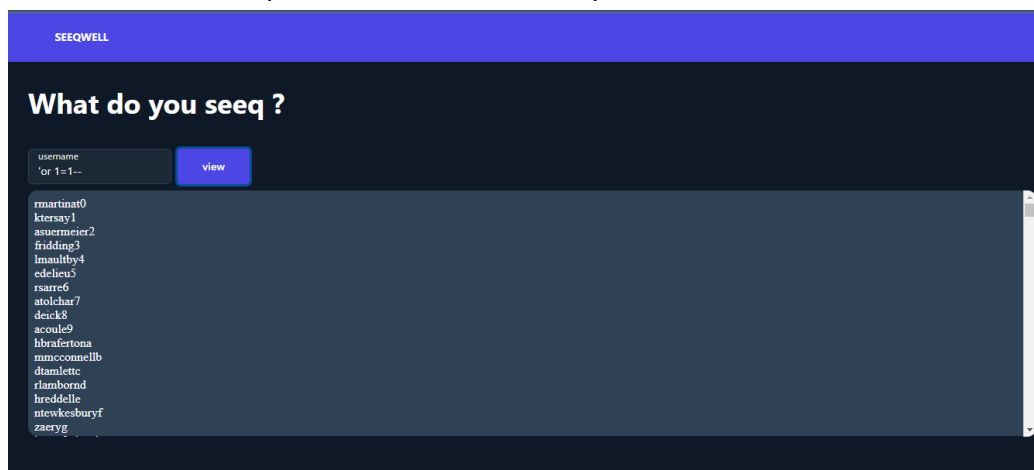 SEEQWELL
What do you seeq ?
username
'or 1=1--
view
rmartinat0
ktersay1
asuermeier2
fridding3
lmaultby4
edelieu5
rsarre6
atolchar7
deick8
acoule9
hbrafertona
mmcconnellb
dtamlettc
rlambornd
hreddelle
ntewkesburyf
zaeryg